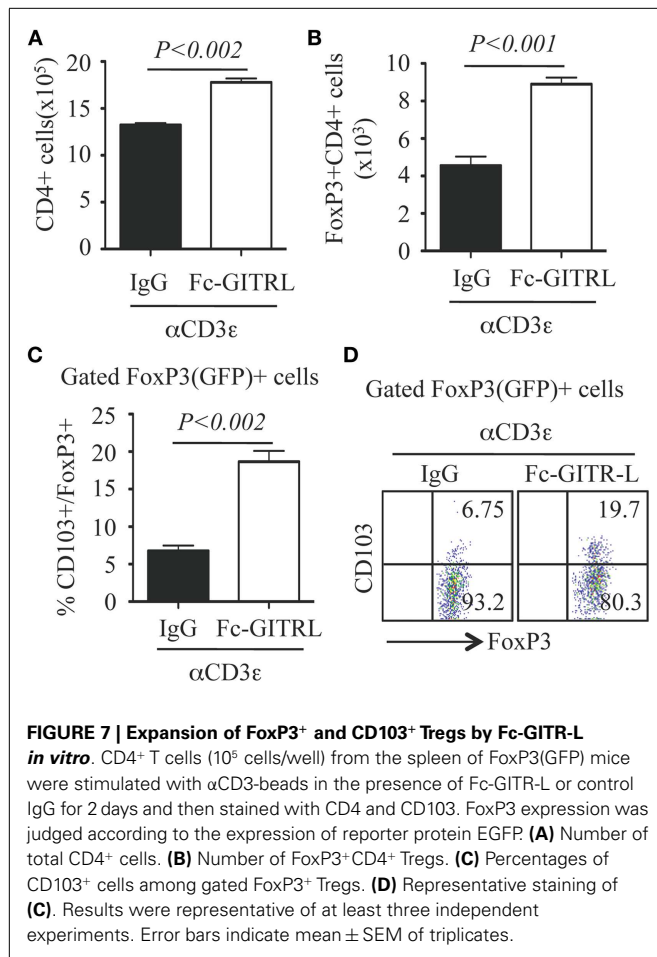 A
P<0.002
CD4+ cells(x10⁵)
20
15
10
5
0
IgG Fc-GITRL
αCD3ε
B
P<0.001
FoxP3+CD4+ cells
(x10³)
10
8
6
4
2
0
IgG Fc-GITRL
αCD3ε
C
Gated FoxP3(GFP)+ cells
P<0.002
% CD103+/FoxP3+
25
20
15
10
5
0
IgG Fc-GITRL
αCD3ε
D
Gated FoxP3(GFP)+ cells
αCD3ε
IgG Fc-GITR-L
6.75 19.7
93.2 80.3
CD103
FoxP3
FIGURE 7 | Expansion of FoxP3⁺ and CD103⁺ Tregs by Fc-GITR-L
in vitro. CD4⁺ T cells (10⁵ cells/well) from the spleen of FoxP3(GFP) mice
were stimulated with αCD3-beads in the presence of Fc-GITR-L or control
IgG for 2 days and then stained with CD4 and CD103. FoxP3 expression was
judged according to the expression of reporter protein EGFP. (A) Number of
total CD4⁺ cells. (B) Number of FoxP3⁺CD4⁺ Tregs. (C) Percentages of
CD103⁺ cells among gated FoxP3⁺ Tregs. (D) Representative staining of
(C). Results were representative of at least three independent
experiments. Error bars indicate mean ± SEM of triplicates.